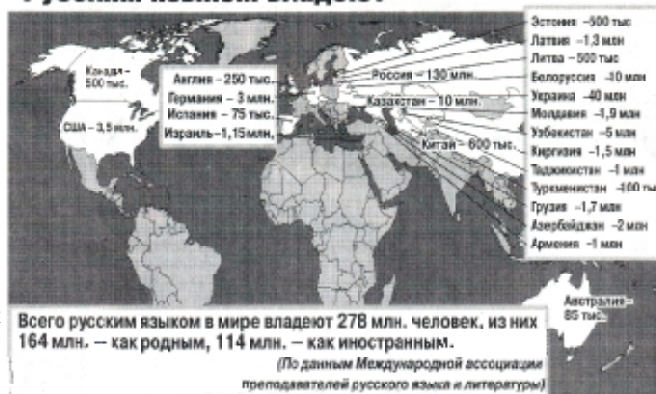 Русским языком владеют
Канада –
500 тыс.
США – 3,5 млн.
Англия – 250 тыс.
Германия – 3 млн.
Испания – 75 тыс.
Израиль–1,15 млн.
Россия – 130 млн.
Казахстан – 10 млн.
Китай – 600 тыс.
Эстония –500 тыс
Латвия –1,3 млн
Литва –500 тыс
Белоруссия –10 млн
Украина –40 млн
Молдавия –1,9 млн
Узбекистан –5 млн
Киргизия –1,5 млн
Таджикистан –1 млн
Туркменистан –100 ты
Грузия –1,7 млн
Азербайджан –2 млн
Армения –1 млн
Австралия–
85 тыс.
Всего русским языком в мире владеют 278 млн. человек, из них
164 млн. – как родным, 114 млн. – как иностранным.
(По данным Международной ассоциации
преподавателей русского языка и литературы)